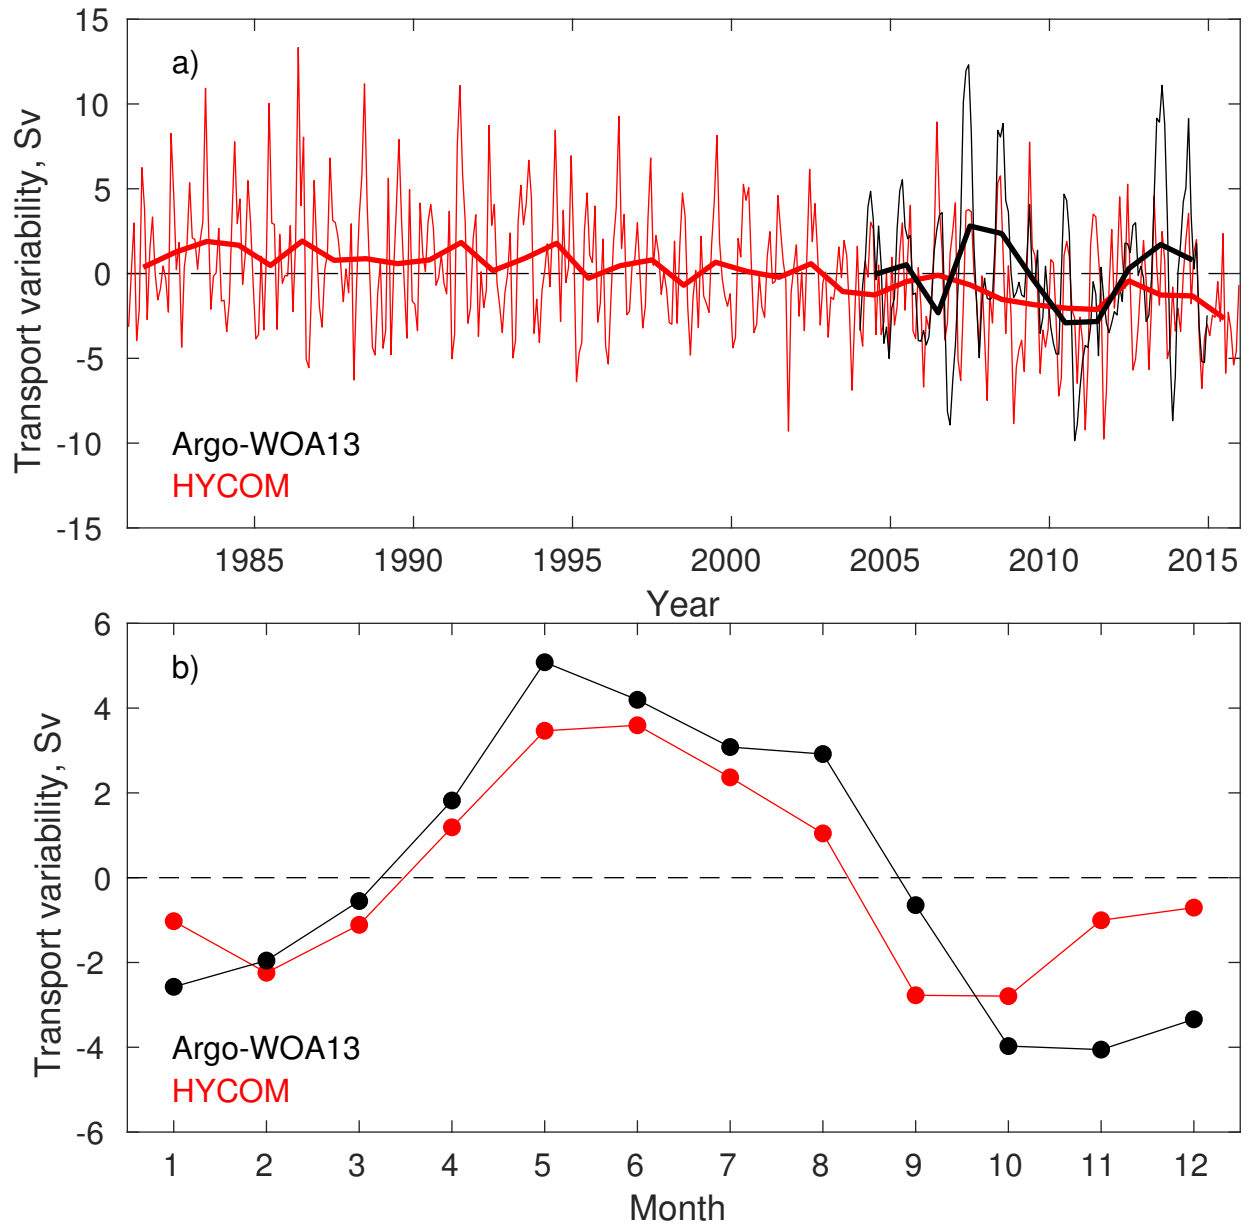 15
10
5
0
-5
-10
-15
Transport variability, Sv
a)
Argo-WOA13
HYCOM
1985 1990 1995 2000 2005 2010 2015
Year
6
4
2
0
-2
-4
-6
Transport variability, Sv
b)
Argo-WOA13
HYCOM
1 2 3 4 5 6 7 8 9 10 11 12
Month